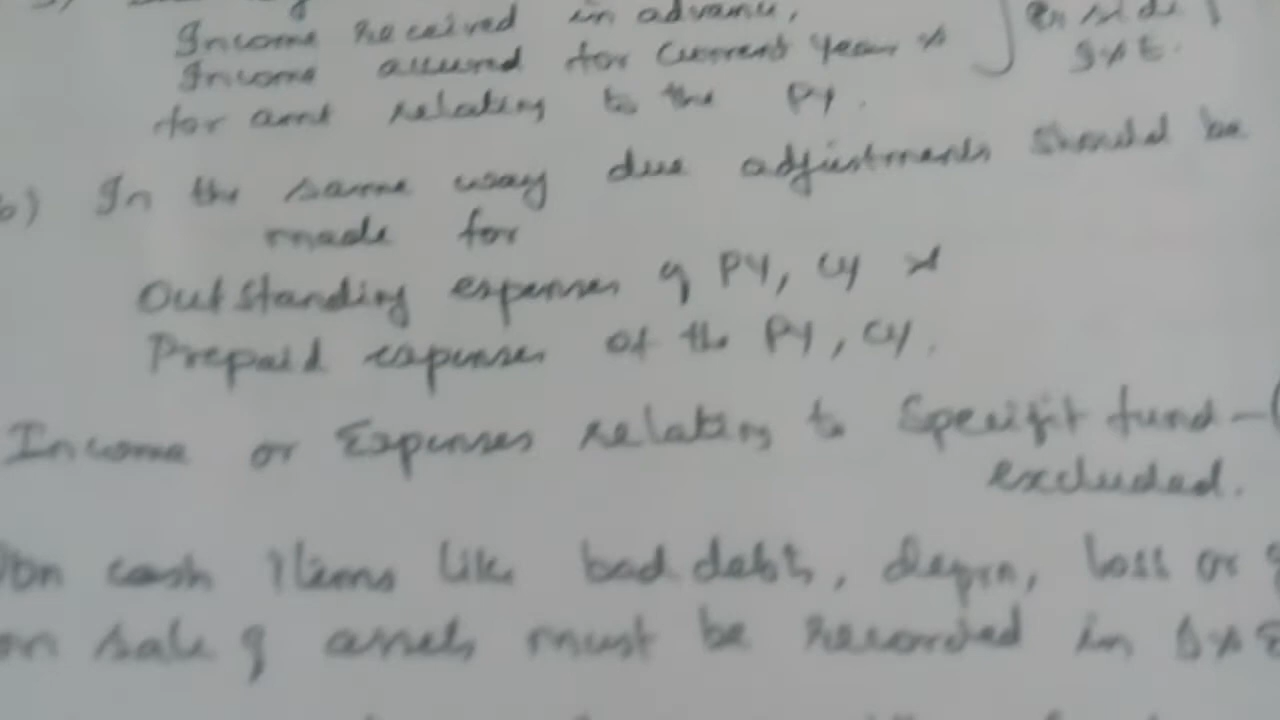 Income Received in advance,
Income accrued for Current year &
for amt relating to the PY.
b) In the same way due adjustments should be
made for
Outstanding expenses of PY, CY &
Prepaid expenses of the PY, CY.
Income or Expenses relating to Specifit fund - (
excluded.
Non cash Items like bad debts, deprn, loss or
on sale of assets must be Recorded in I & E